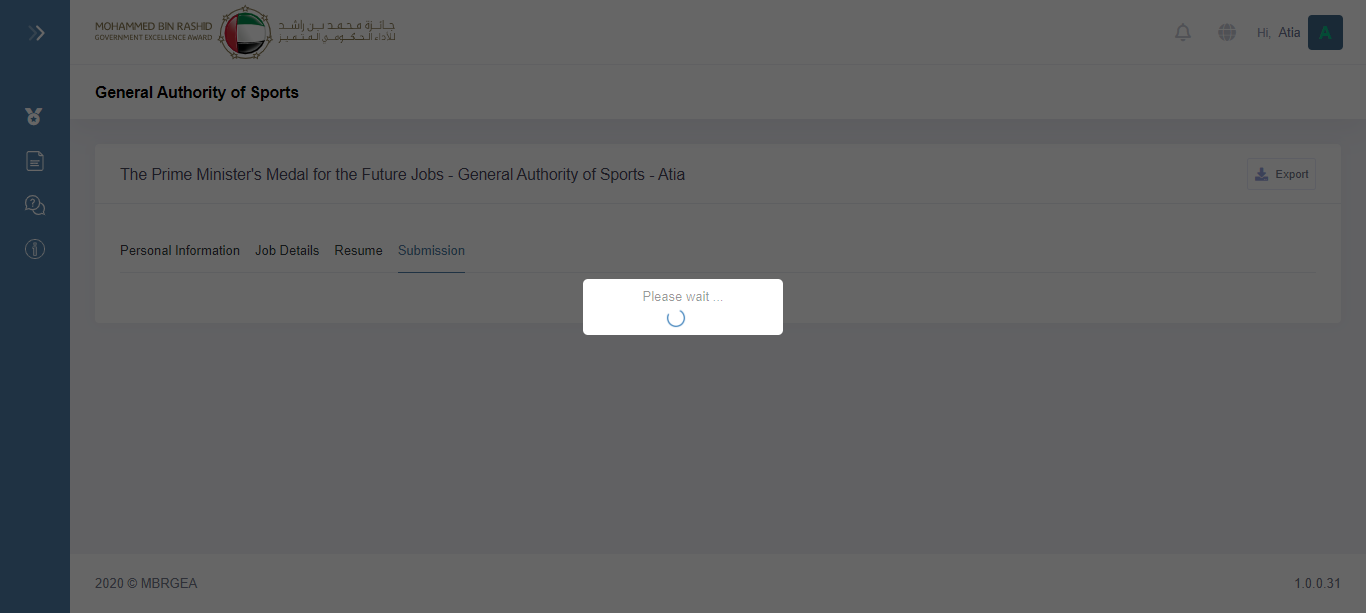 MOHAMMED BIN RASHID
GOVERNMENT EXCELLENCE AWARD
جائزة محمد بن راشد
للأداء الحكومي المتميز
Hi, Atia
A
General Authority of Sports
The Prime Minister's Medal for the Future Jobs - General Authority of Sports - Atia
Export
Personal Information Job Details Resume Submission
Please wait ...
2020 © MBRGEA
1.0.0.31